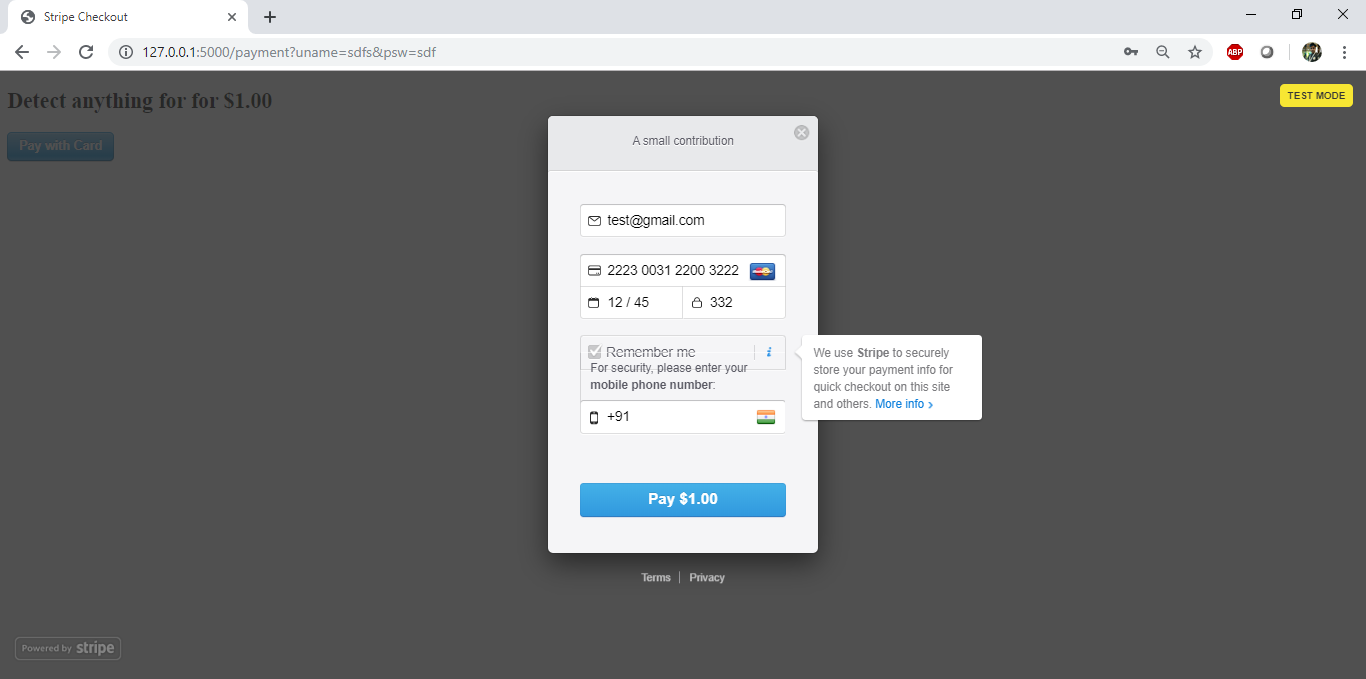 Stripe Checkout
127.0.0.1:5000/payment?uname=sdfs&psw=sdf
ABP
Detect anything for for $1.00
TEST MODE
Pay with Card
A small contribution
test@gmail.com
2223 0031 2200 3222
12 / 45
332
Remember me
For security, please enter your
mobile phone number:
+91
We use Stripe to securely
store your payment info for
quick checkout on this site
and others. More info ›
Pay $1.00
Terms | Privacy
Powered by stripe